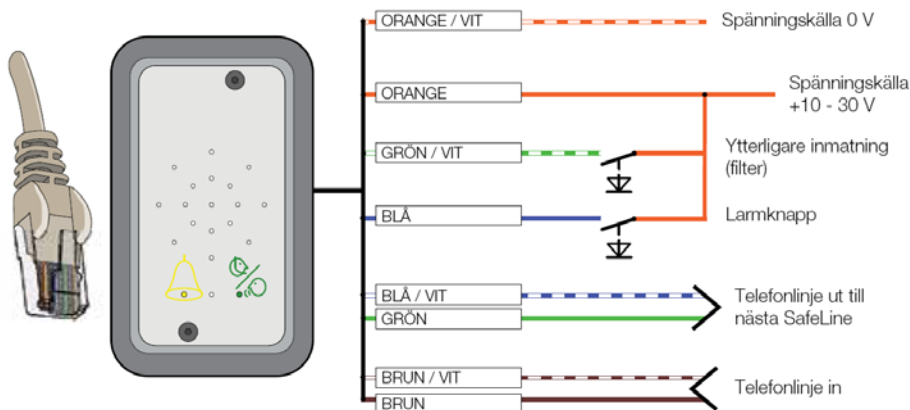 ORANGE / VIT
Spänningskälla 0 V
ORANGE
Spänningskälla
+10 - 30 V
GRÖN / VIT
Ytterligare inmatning
(filter)
BLÅ
Larmknapp
BLÅ / VIT
GRÖN
Telefonlinje ut till
nästa SafeLine
BRUN / VIT
BRUN
Telefonlinje in